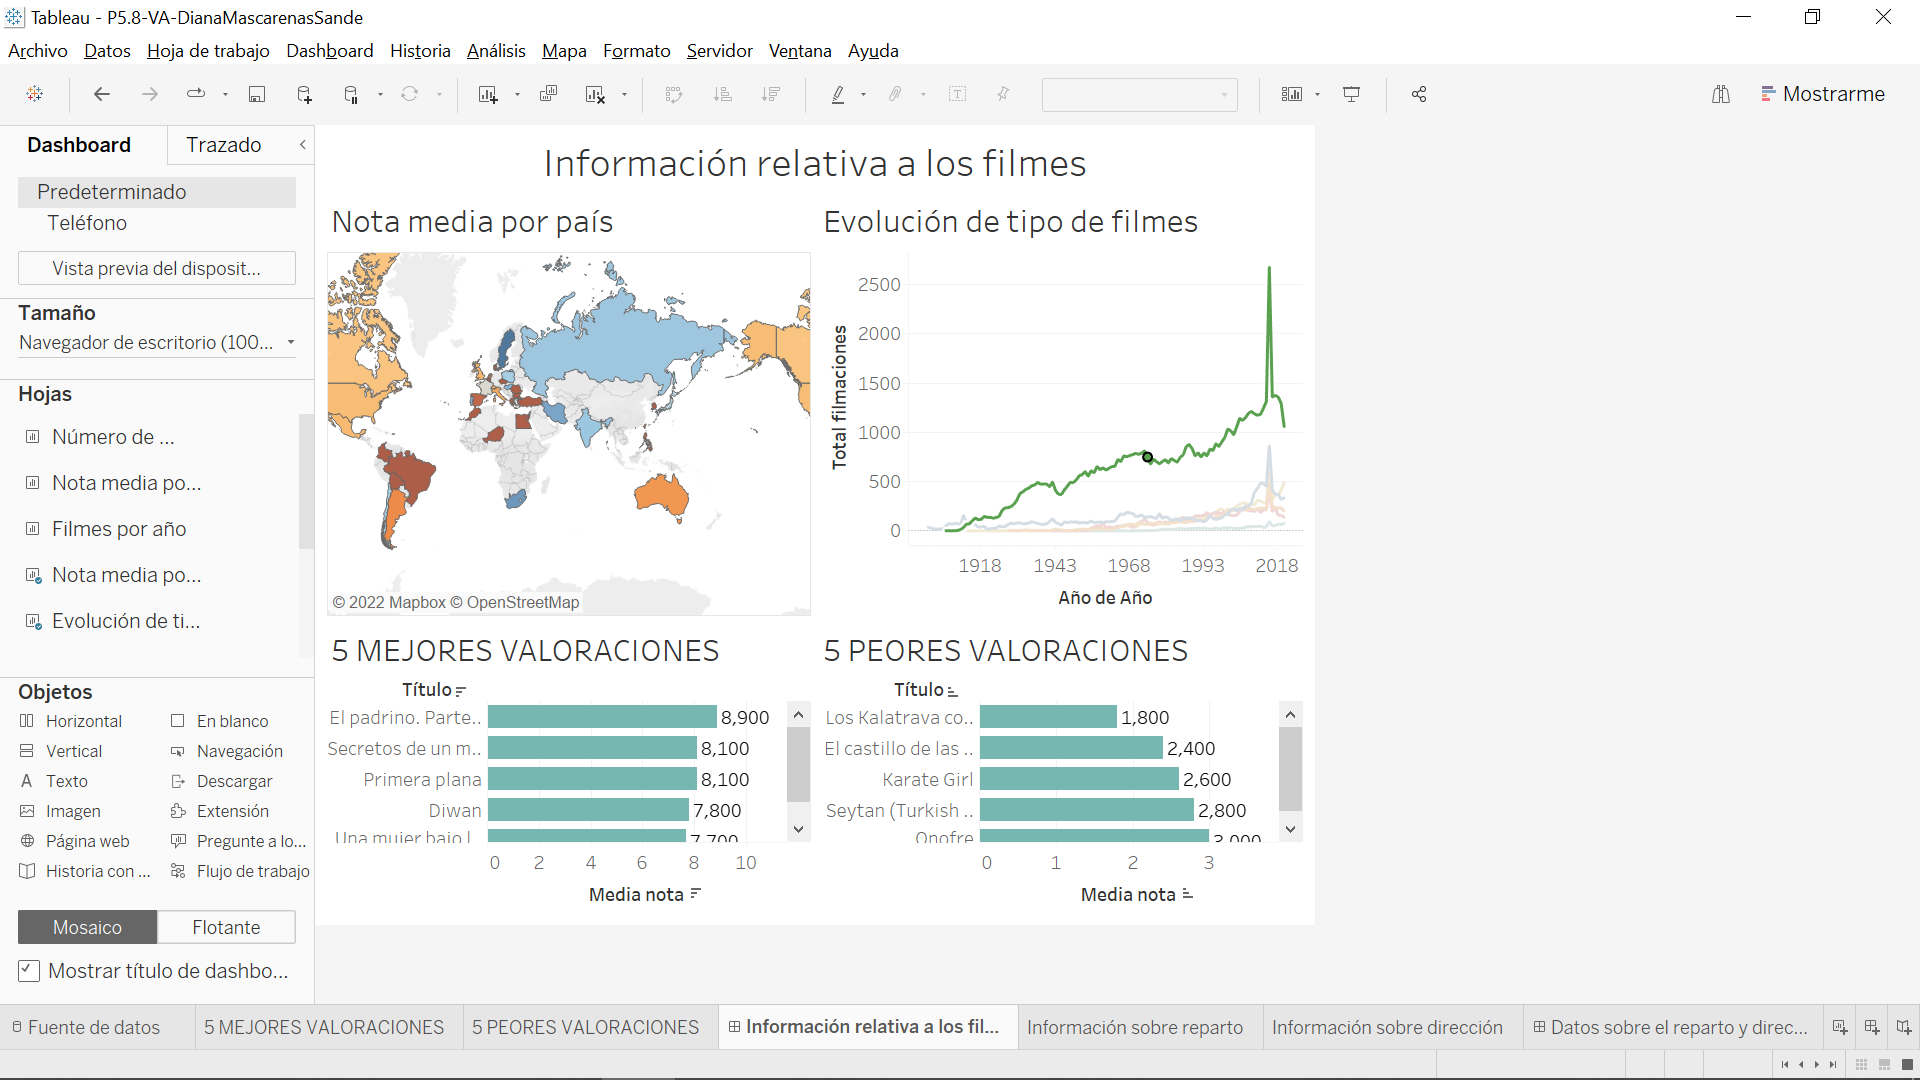 Tableau - P5.8-VA-DianaMascarenasSande
Archivo Datos Hoja de trabajo Dashboard Historia Análisis Mapa Formato Servidor Ventana Ayuda
Mostrarme
Dashboard Trazado
Predeterminado
Teléfono
Vista previa del disposit...
Tamaño
Navegador de escritorio (100...
Hojas
Número de ...
Nota media po...
Filmes por año
Nota media po...
Evolución de ti...
Objetos
Horizontal En blanco
Vertical Navegación
Texto Descargar
Imagen Extensión
Página web Pregunte a lo...
Historia con ... Flujo de trabajo
Mosaico Flotante
Mostrar título de dashbo...
Información relativa a los filmes
Nota media por país
© 2022 Mapbox © OpenStreetMap
Evolución de tipo de filmes
Total filmaciones
2500
2000
1500
1000
500
0
1918 1943 1968 1993 2018
Año de Año
5 MEJORES VALORACIONES
Título
El padrino. Parte.. 8,900
Secretos de un m.. 8,100
Primera plana 8,100
Diwan 7,800
Una mujer bajo l.. 7,700
0 2 4 6 8 10
Media nota
5 PEORES VALORACIONES
Título
Los Kalatrava co.. 1,800
El castillo de las .. 2,400
Karate Girl 2,600
Seytan (Turkish .. 2,800
Onofre 3,000
0 1 2 3
Media nota
Fuente de datos 5 MEJORES VALORACIONES 5 PEORES VALORACIONES Información relativa a los fil... Información sobre reparto Información sobre dirección Datos sobre el reparto y direc...